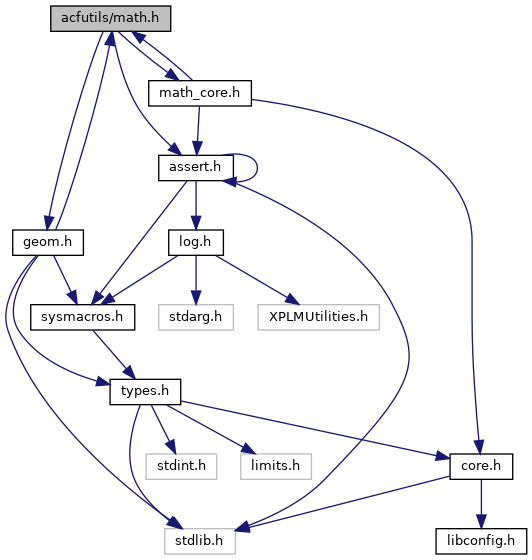 acfutils/math.h
math_core.h
assert.h
geom.h
log.h
sysmacros.h
stdarg.h
XPLMUtilities.h
types.h
stdint.h
limits.h
core.h
stdlib.h
libconfig.h